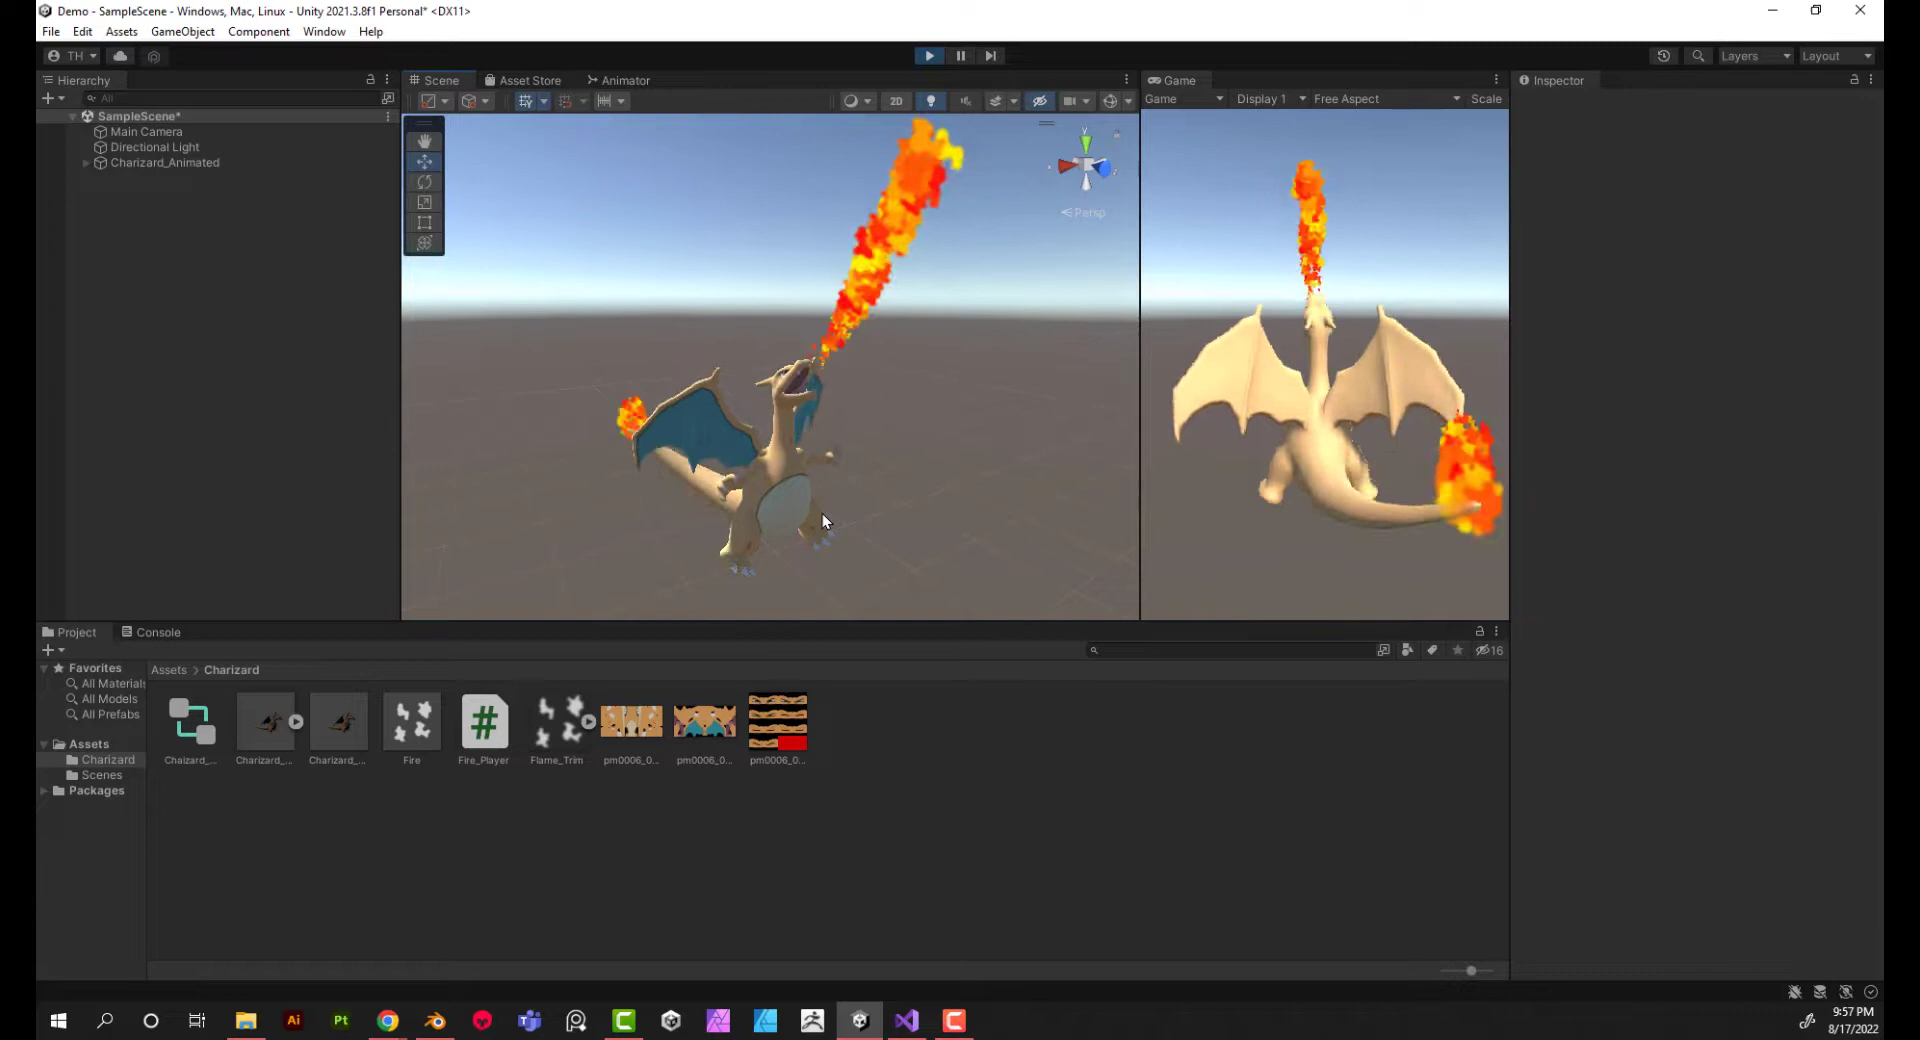 Demo - SampleScene - Windows, Mac, Linux - Unity 2021.3.8f1 Personal* <DX11>
File Edit Assets GameObject Component Window Help
TH Layers Layout
Hierarchy Scene Asset Store Animator Game Inspector
All 2D Game Display 1 Free Aspect Scale
SampleScene*
Main Camera
Directional Light
Charizard_Animated
y
Persp
Project Console
16
Favorites
All Materials
All Models
All Prefabs
Assets
Charizard
Scenes
Packages
Assets > Charizard
#
Chaizard_... Charizard_... Charizard_... Fire Fire_Player Flame_Trim pm0006_0... pm0006_0... pm0006_0...
Ai Pt
9:57 PM
8/17/2022